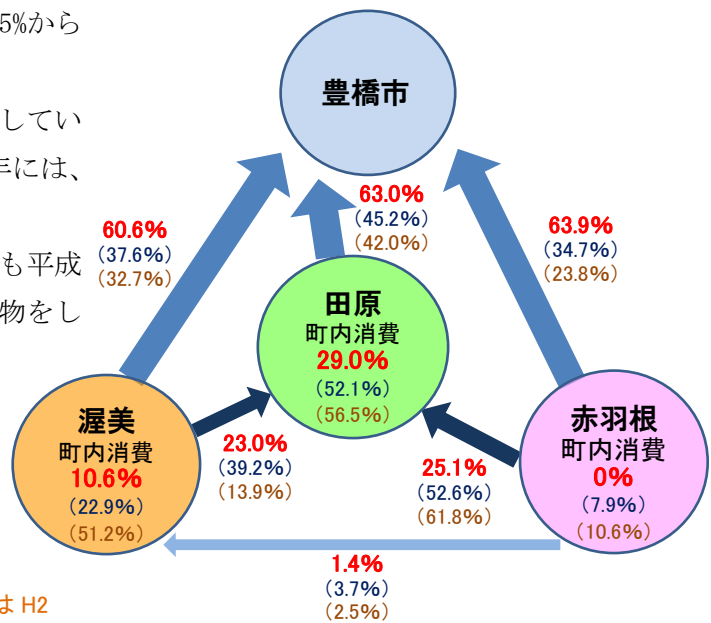 5%から
してい
年には、
も平成
物をし
豊橋市
60.6%
(37.6%)
(32.7%)
63.0%
(45.2%)
(42.0%)
63.9%
(34.7%)
(23.8%)
田原
町内消費
29.0%
(52.1%)
(56.5%)
渥美
町内消費
10.6%
(22.9%)
(51.2%)
23.0%
(39.2%)
(13.9%)
25.1%
(52.6%)
(61.8%)
赤羽根
町内消費
0%
(7.9%)
(10.6%)
1.4%
(3.7%)
(2.5%)
は H2